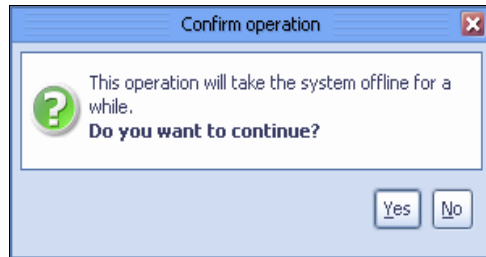 Confirm operation
This operation will take the system offline for a
while.
Do you want to continue?
Yes No